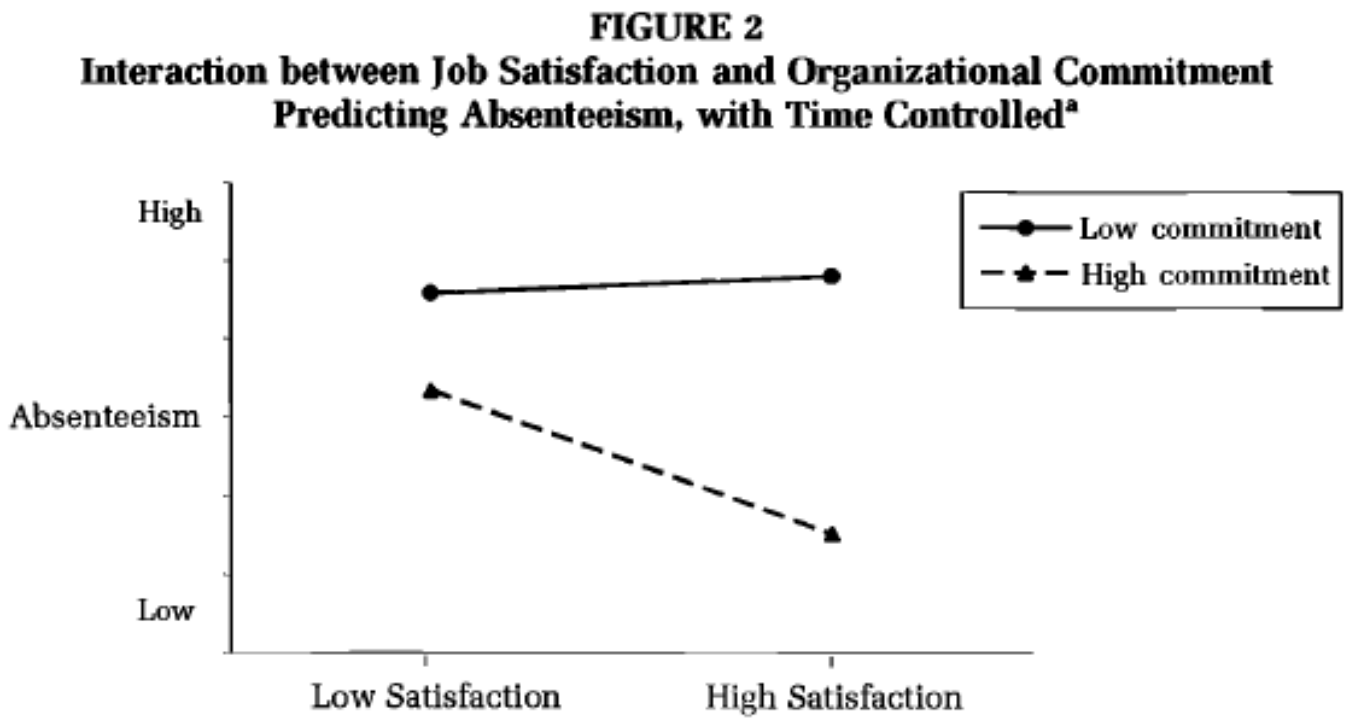 FIGURE 2
Interaction between Job Satisfaction and Organizational Commitment
Predicting Absenteeism, with Time Controlledª
High
Low commitment
High commitment
Absenteeism
Low
Low Satisfaction
High Satisfaction